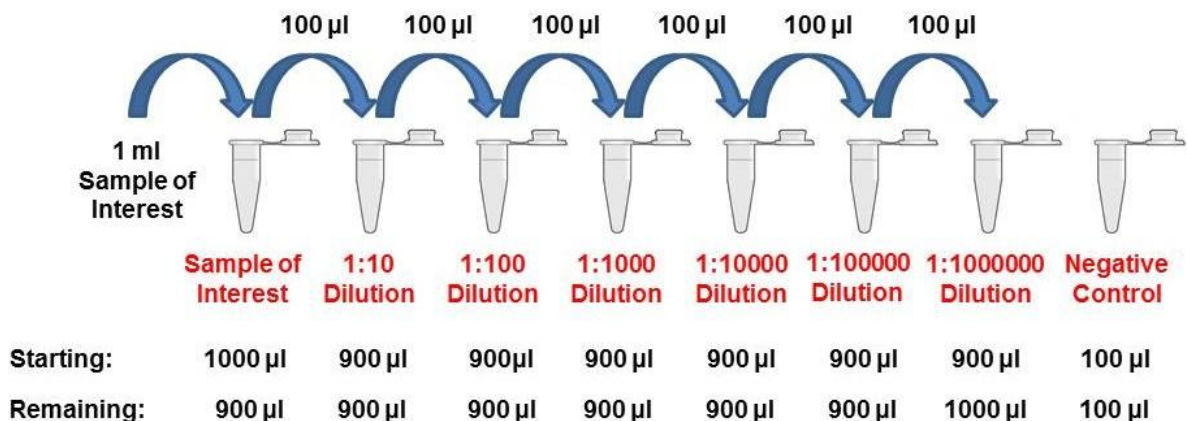 100 µl 100 µl 100 µl 100 µl 100 µl 100 µl
1 ml
Sample of
Interest
Sample of
Interest
1:10
Dilution
1:100
Dilution
1:1000
Dilution
1:10000
Dilution
1:100000
Dilution
1:1000000
Dilution
Negative
Control
Starting: 1000 µl 900 µl 900µl 900 µl 900 µl 900 µl 900 µl 100 µl
Remaining: 900 µl 900 µl 900 µl 900 µl 900 µl 900 µl 1000 µl 100 µl